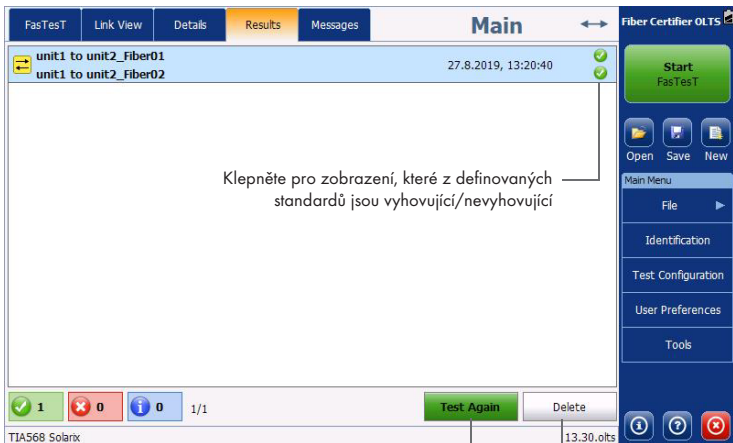 FasTesT Link View Details Results Messages Main Fiber Certifier OLTS
unit1 to unit2_Fiber01
unit1 to unit2_Fiber02
27.8.2019, 13:20:40
Start
FasTesT
Open Save New
Klepněte pro zobrazení, které z definovaných
standardů jsou vyhovující/nevyhovující
Main Menu
File
Identification
Test Configuration
User Preferences
Tools
1 0 0 1/1 Test Again Delete
TIA568 Solarix 13.30.olts